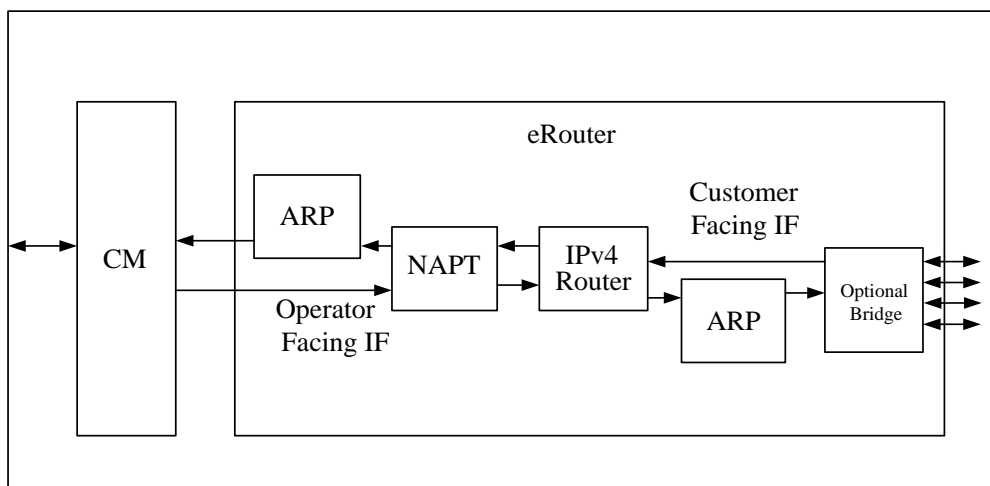 eRouter
CM
ARP
NAPT
IPv4
Router
Customer
Facing IF
ARP
Optional
Bridge
Operator
Facing IF